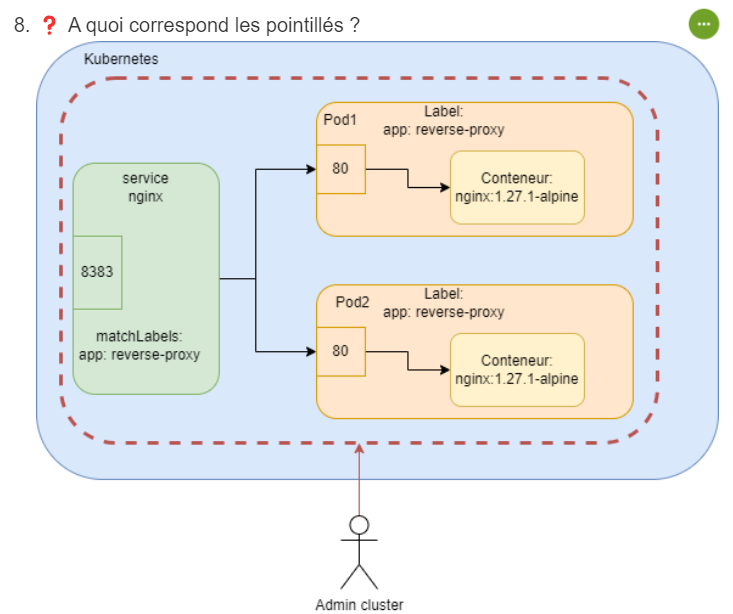 8. ❓ A quoi correspond les pointillés ?
...
Kubernetes
Label:
Pod1
app: reverse-proxy
service
nginx
80
Conteneur:
nginx:1.27.1-alpine
8383
Label:
Pod2
app: reverse-proxy
matchLabels:
app: reverse-proxy
80
Conteneur:
nginx:1.27.1-alpine
Admin cluster